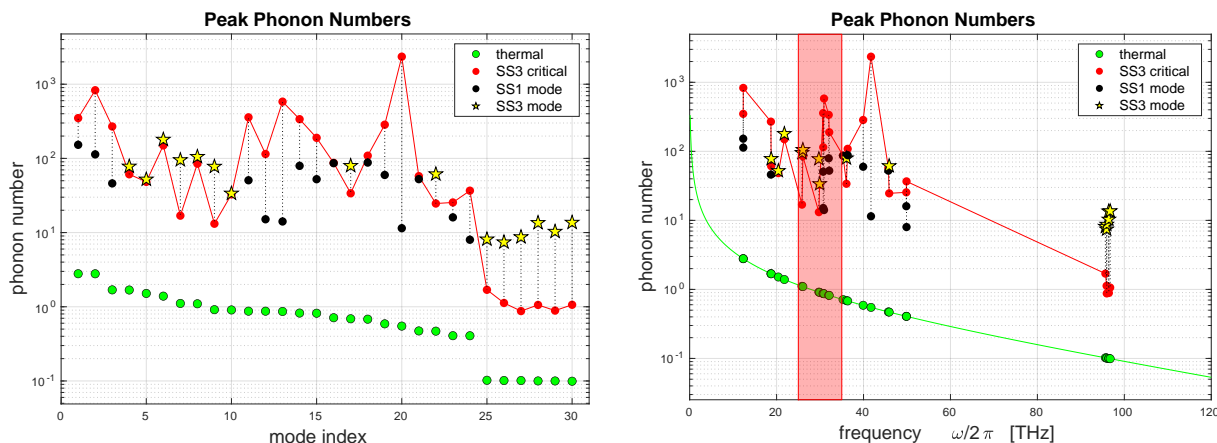 Peak Phonon Numbers
phonon number
10^3
10^2
10^1
10^0
10^-1
0 5 10 15 20 25 30
mode index
thermal
SS3 critical
SS1 mode
SS3 mode
Peak Phonon Numbers
phonon number
10^3
10^2
10^1
10^0
10^-1
0 20 40 60 80 100 120
frequency ω/2 π [THz]
thermal
SS3 critical
SS1 mode
SS3 mode